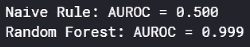 Naive Rule: AUROC = 0.500
Random Forest: AUROC = 0.999